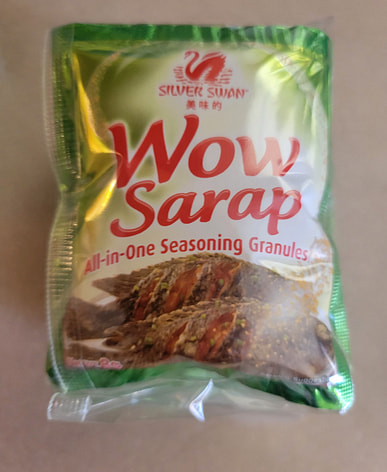 SILVER SWAN
美味的
Wow
Sarap
All-in-One Seasoning Granules